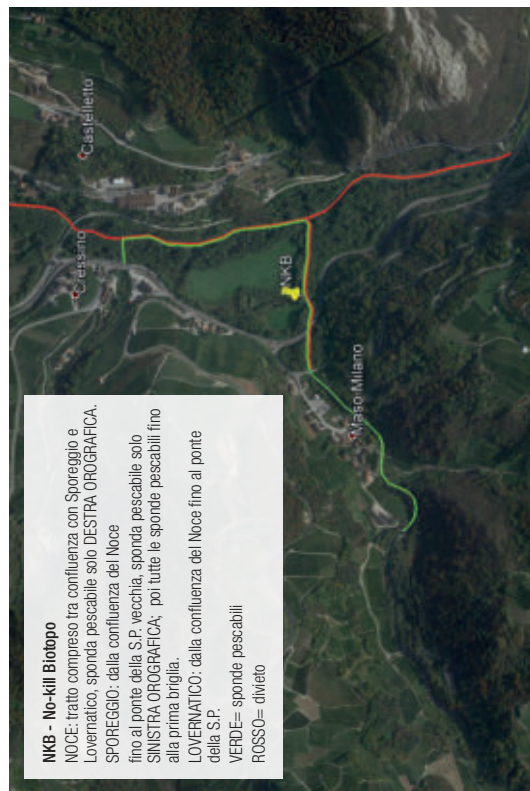 NKB - No-kill Biotopo
NOCE: tratto compreso tra confluenza con Sporeggio e
Lovernatico, sponda pescabile solo DESTRA OROGRAFICA.
SPOREGGIO: dalla confluenza del Noce
fino al ponte della S.P. vecchia, sponda pescabile solo
SINISTRA OROGRAFICA; poi tutte le sponde pescabili fino
alla prima briglia.
LOVERNATICO: dalla confluenza del Noce fino al ponte
della S.P.
VERDE= sponde pescabili
ROSSO= divieto
Maso Milano
NKB
Cressino
Castelletto